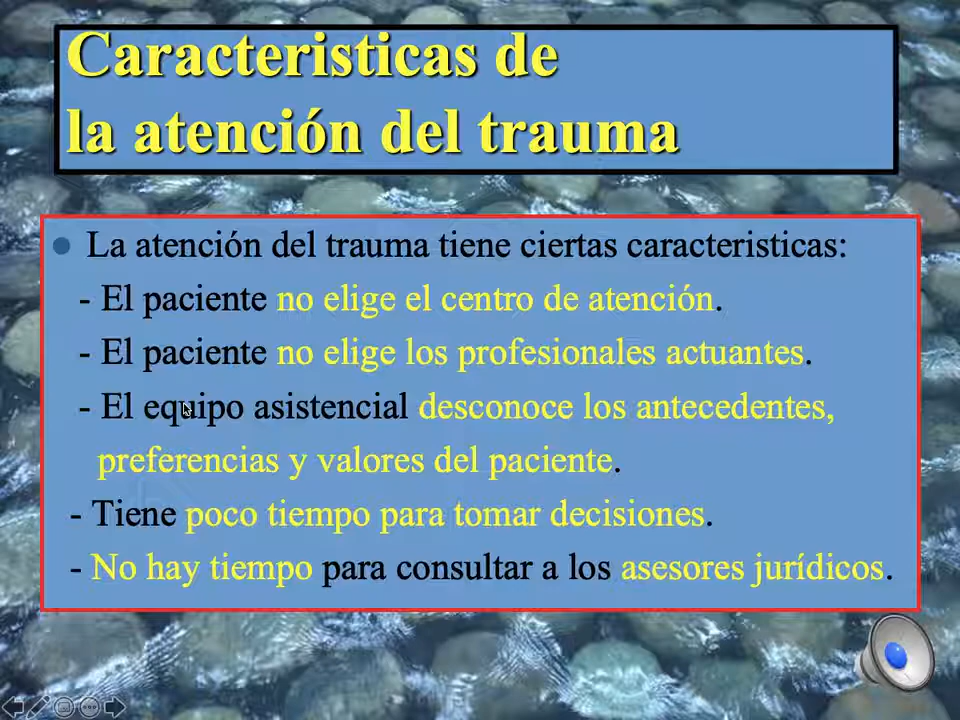 Caracteristicas de
la atención del trauma
La atención del trauma tiene ciertas caracteristicas:
- El paciente no elige el centro de atención.
- El paciente no elige los profesionales actuantes.
- El equipo asistencial desconoce los antecedentes,
preferencias y valores del paciente.
- Tiene poco tiempo para tomar decisiones.
- No hay tiempo para consultar a los asesores jurídicos.